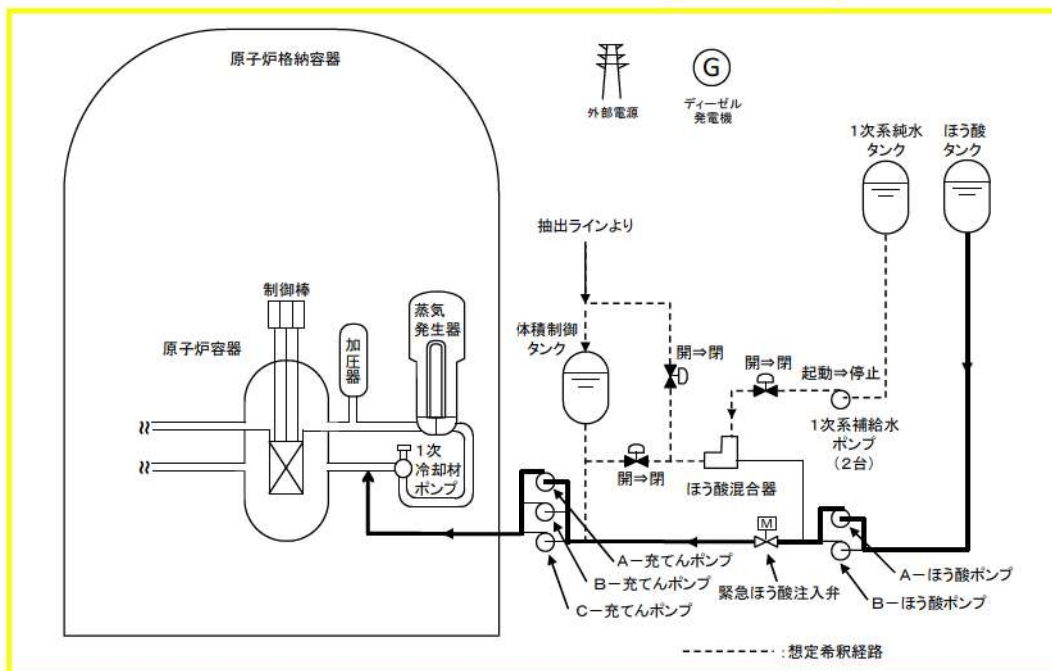 原子炉格納容器
外部電源
G
ディーゼル
発電機
1次系純水
タンク
ほう酸
タンク
抽出ラインより
制御棒
蒸気
発生器
原子炉容器
加圧器
体積制御
タンク
開⇒閉
開⇒閉
起動⇒停止
1次系補給水
ポンプ
(2台)
1次
冷却材
ポンプ
開⇒閉
ほう酸混合器
M
A-充てんポンプ
B-充てんポンプ
C-充てんポンプ
緊急ほう酸注入弁
A-ほう酸ポンプ
B-ほう酸ポンプ
:想定希釈経路